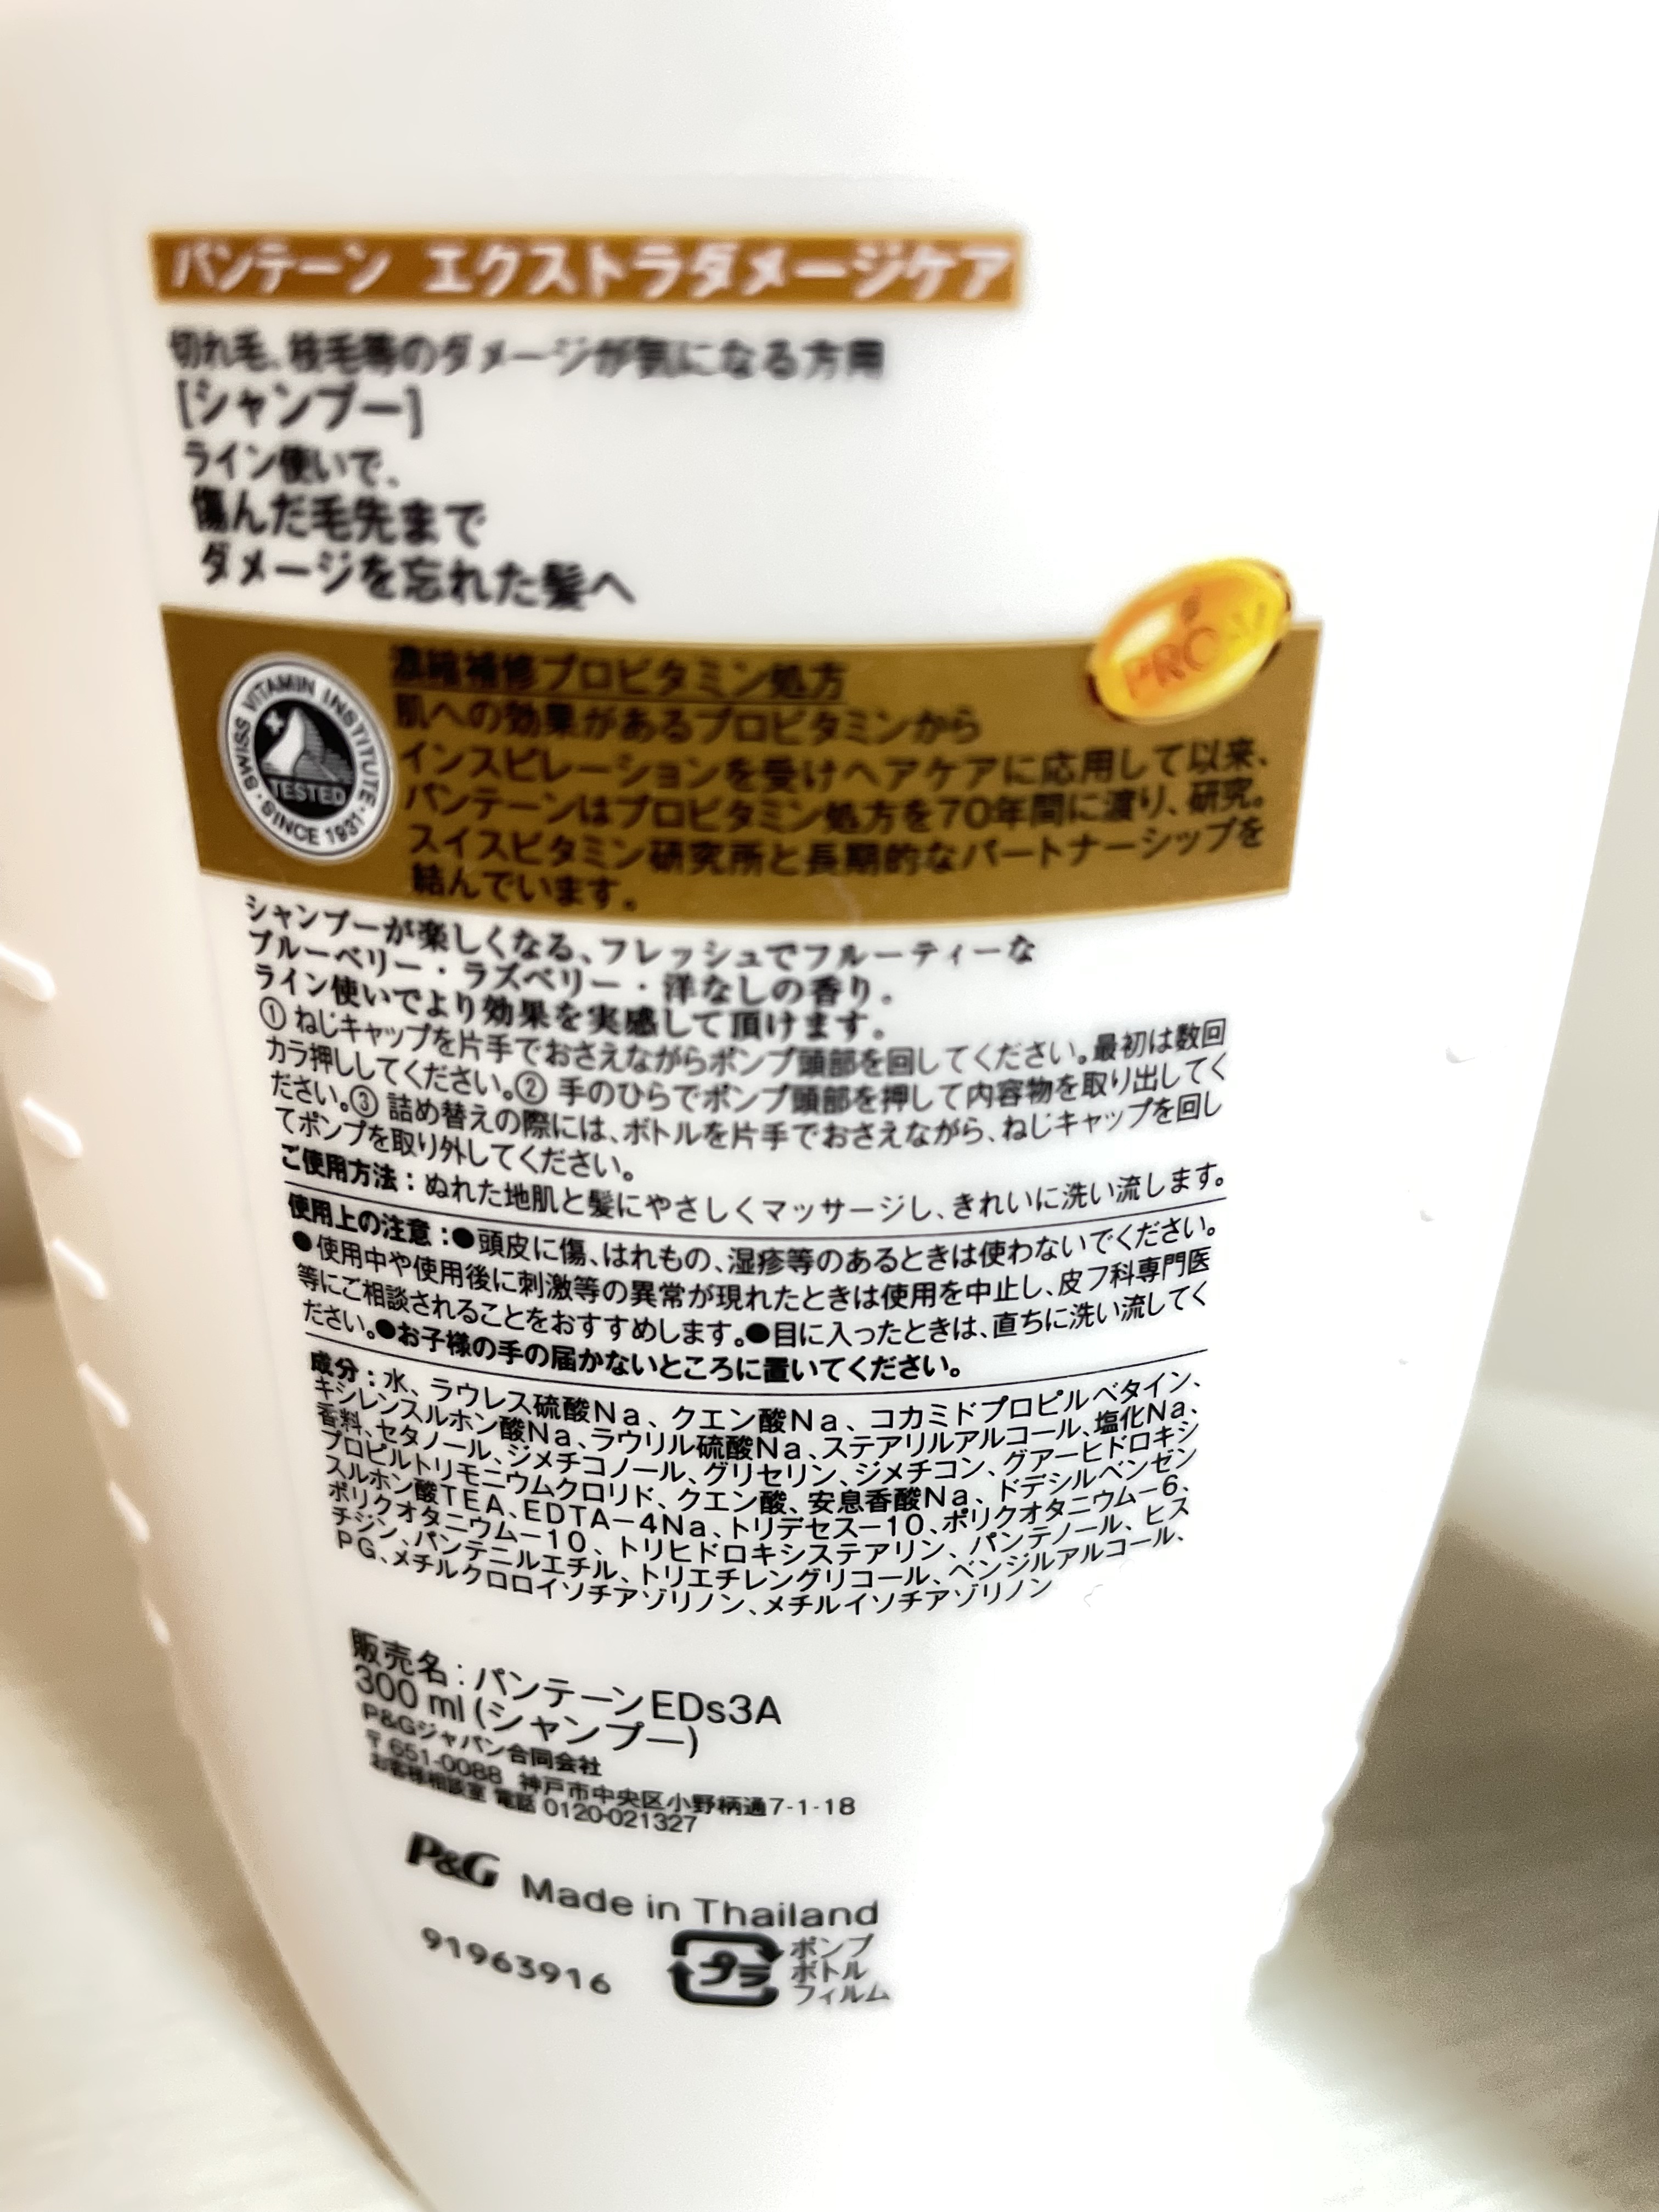 パンテーン エクストラダメージケア
切れ毛、枝毛等のダメージが気になる方用
[シャンプー]
ライン使いで、
傷んだ毛先まで
ダメージを忘れた髪へ
濃縮補修プロビタミン処方
肌への効果があるプロビタミンから
インスピレーションを受けヘアケアに応用して以来、
パンテーンはプロビタミン処方を70年間に渡り、研究。
スイスビタミン研究所と長期的なパートナーシップを
結んでいます。
SWISS VITAMIN INSTITUTE
TESTED
SINCE 1931
シャンプーが楽しくなる、フレッシュでフルーティーな
ブルーベリー・ラズベリー・洋なしの香り。
ライン使いでより効果を実感して頂けます。
① ねじキャップを片手でおさえながらポンプ頭部を回してください。最初は数回
カラ押ししてください。② 手のひらでポンプ頭部を押して内容物を取り出してく
ださい。③ 詰め替えの際には、ボトルを片手でおさえながら、ねじキャップを回し
てポンプを取り外してください。
ご使用方法：ぬれた地肌と髪にやさしくマッサージし、きれいに洗い流します。
使用上の注意：●頭皮に傷、はれもの、湿疹等のあるときは使わないでください。
●使用中や使用後に刺激等の異常が現れたときは使用を中止し、皮フ科専門医
等にご相談されることをおすすめします。●目に入ったときは、直ちに洗い流してく
ださい。●お子様の手の届かないところに置いてください。
成分：水、ラウレス硫酸Na、クエン酸Na、コカミドプロピルベタイン、
キシレンスルホン酸Na、ラウリル硫酸Na、ステアリルアルコール、塩化Na、
香料、セタノール、ジメチコノール、グリセリン、ジメチコン、グアーヒドロキシ
プロピルトリモニウムクロリド、クエン酸、安息香酸Na、ドデシルベンゼン
スルホン酸TEA、EDTA－4Na、トリデセス－10、ポリクオタニウム－6、
ポリクオタニウム－10、トリヒドロキシステアリン、パンテノール、ヒス
チジン、パンテニルエチル、トリエチレングリコール、ベンジルアルコール、
PG、メチルクロロイソチアゾリノン、メチルイソチアゾリノン
販売名：パンテーンEDs3A
300 ml (シャンプー)
P&Gジャパン合同会社
〒651-0088 神戸市中央区小野柄通7-1-18
お客様相談室 電話 0120-021327
P&G Made in Thailand
91963916
プラ
ポンプ
ボトル
フィルム